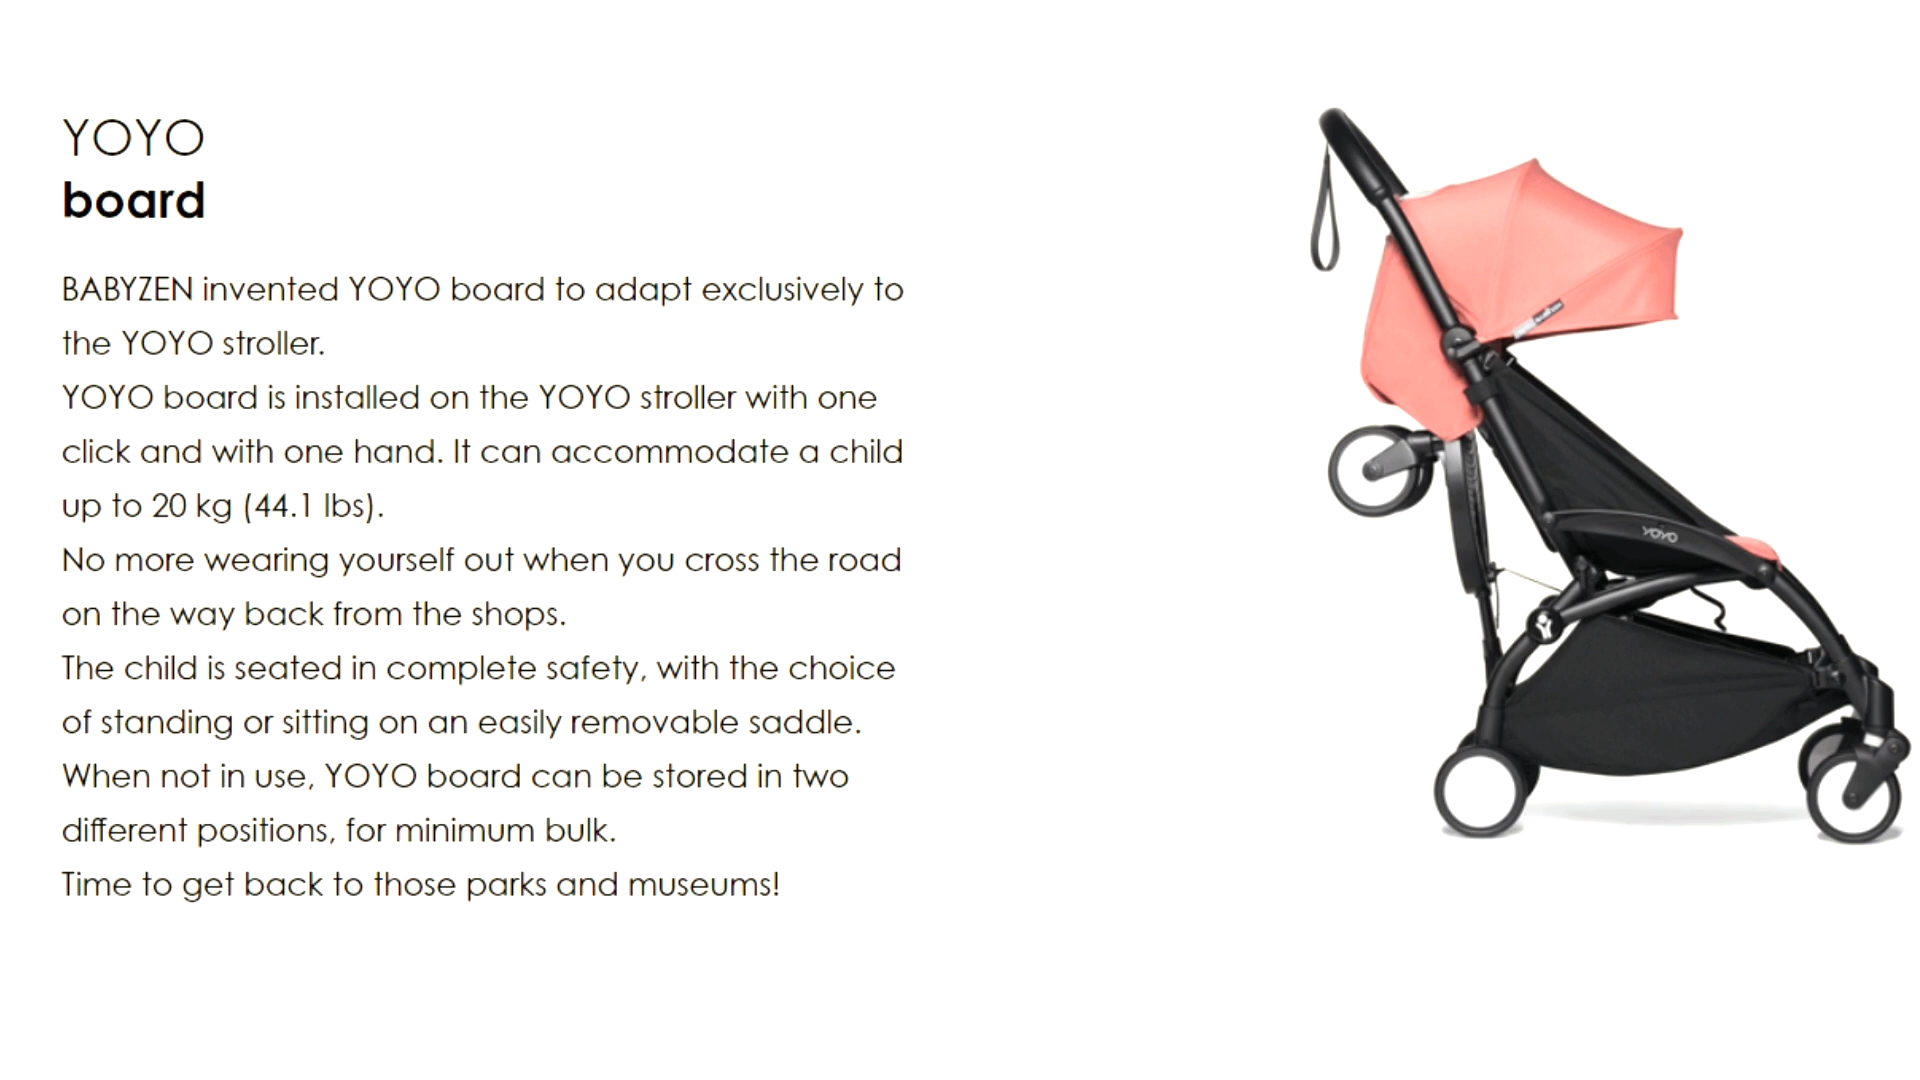 YOYO
board
BABYZEN invented YOYO board to adapt exclusively to
the YOYO stroller.
YOYO board is installed on the YOYO stroller with one
click and with one hand. It can accommodate a child
up to 20 kg (44.1 lbs).
No more wearing yourself out when you cross the road
on the way back from the shops.
The child is seated in complete safety, with the choice
of standing or sitting on an easily removable saddle.
When not in use, YOYO board can be stored in two
different positions, for minimum bulk.
Time to get back to those parks and museums!
YOYO